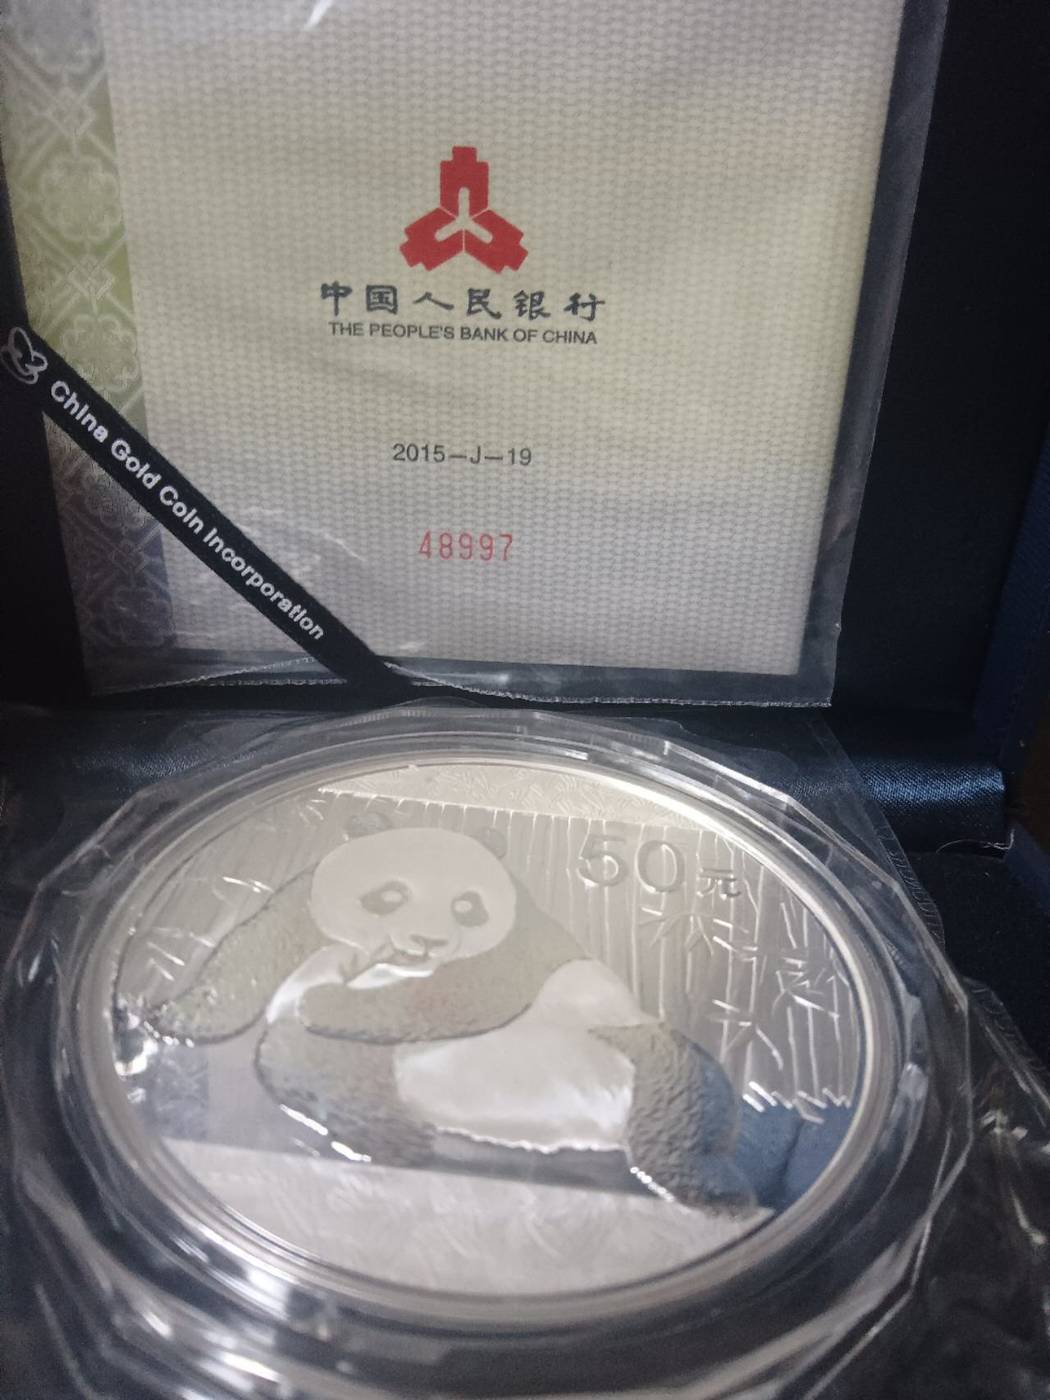 中国人民银行
THE PEOPLE'S BANK OF CHINA
2015-J-19
48997
China Gold Coin Incorporation
50元